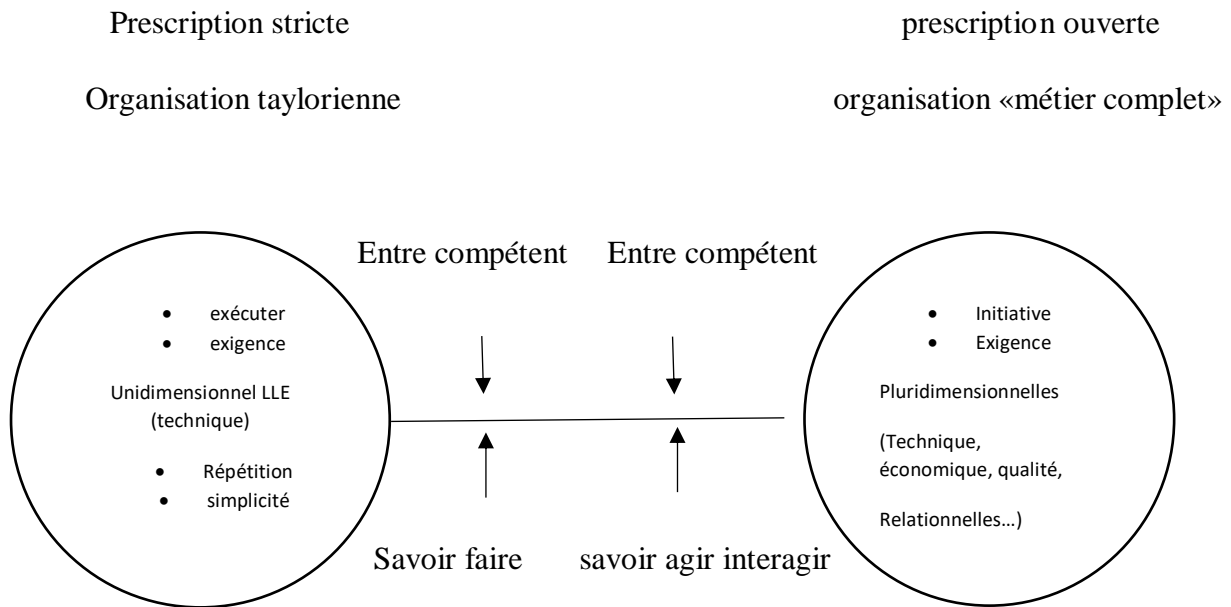 Prescription stricte
prescription ouverte
Organisation taylorienne
organisation «métier complet»
Entre compétent
Entre compétent
• exécuter
• exigence
Unidimensionnel LLE
(technique)
• Répétition
• simplicité
• Initiative
• Exigence
Pluridimensionnelles
(Technique,
économique, qualité,
Relationnelles…)
Savoir faire
savoir agir interagir